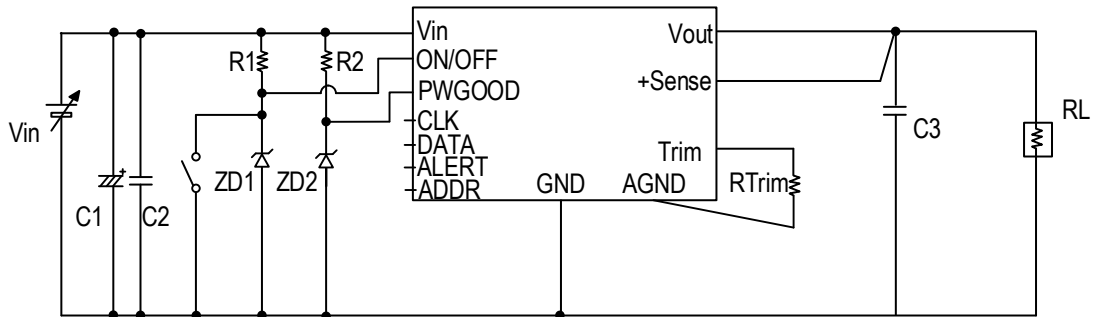 Vin
Vout
R1
R2
ON/OFF
+Sense
PWGOOD
CLK
C3
RL
Vin
DATA
Trim
ALERT
ZD1
ZD2
GND
AGND
RTrim
ADDR
C1
+
C2